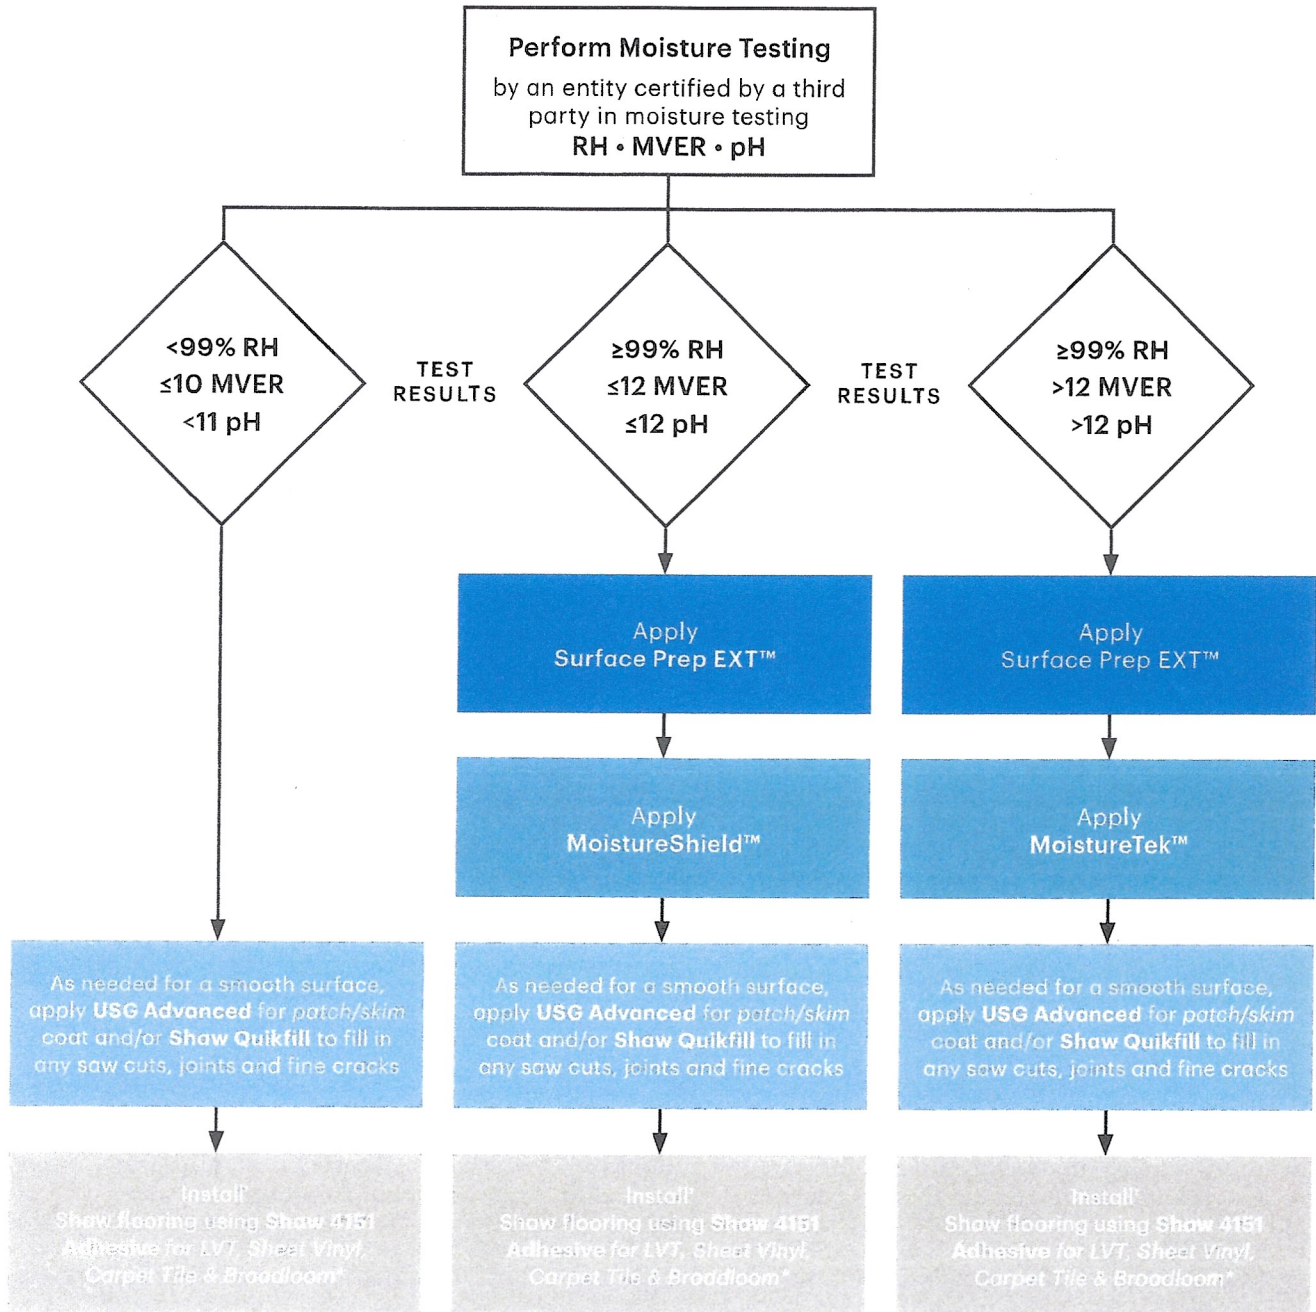 Perform Moisture Testing
by an entity certified by a third
party in moisture testing
RH • MVER • pH
<99% RH
≤10 MVER
<11 pH
TEST
RESULTS
≥99% RH
≤12 MVER
≤12 pH
TEST
RESULTS
≥99% RH
>12 MVER
>12 pH
Apply
Surface Prep EXT™
Apply
Surface Prep EXT™
Apply
MoistureShield™
Apply
MoistureTek™
As needed for a smooth surface,
apply USG Advanced for patch/skim
coat and/or Shaw Quikfill to fill in
any saw cuts, joints and fine cracks
As needed for a smooth surface,
apply USG Advanced for patch/skim
coat and/or Shaw Quikfill to fill in
any saw cuts, joints and fine cracks
As needed for a smooth surface,
apply USG Advanced for patch/skim
coat and/or Shaw Quikfill to fill in
any saw cuts, joints and fine cracks
Install*
Shaw flooring using Shaw 4151
Adhesive for LVT, Sheet Vinyl,
Carpet Tile & Broadloom*
Install*
Shaw flooring using Shaw 4151
Adhesive for LVT, Sheet Vinyl,
Carpet Tile & Broadloom*
Install*
Shaw flooring using Shaw 4151
Adhesive for LVT, Sheet Vinyl,
Carpet Tile & Broadloom*